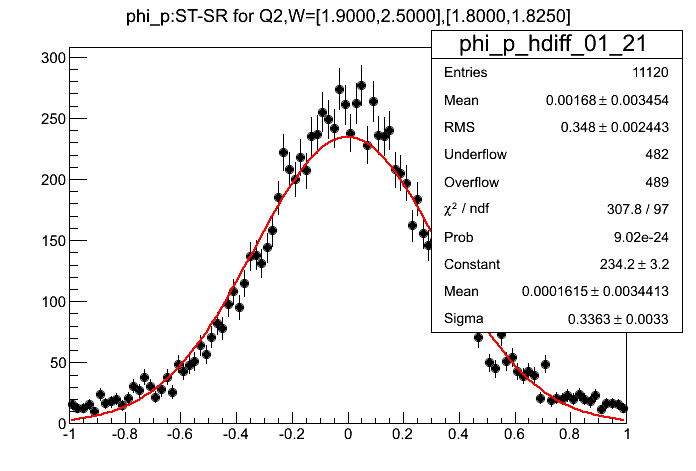 phi_p:ST-SR for Q2,W=[1.9000,2.5000],[1.8000,1.8250]
phi_p_hdiff_01_21
Entries 11120
Mean 0.00168 ± 0.003454
RMS 0.348 ± 0.002443
Underflow 482
Overflow 489
χ² / ndf 307.8 / 97
Prob 9.02e-24
Constant 234.2 ± 3.2
Mean 0.0001615 ± 0.0034413
Sigma 0.3363 ± 0.0033
300
250
200
150
100
50
0
-1 -0.8 -0.6 -0.4 -0.2 0 0.2 0.4 0.6 0.8 1